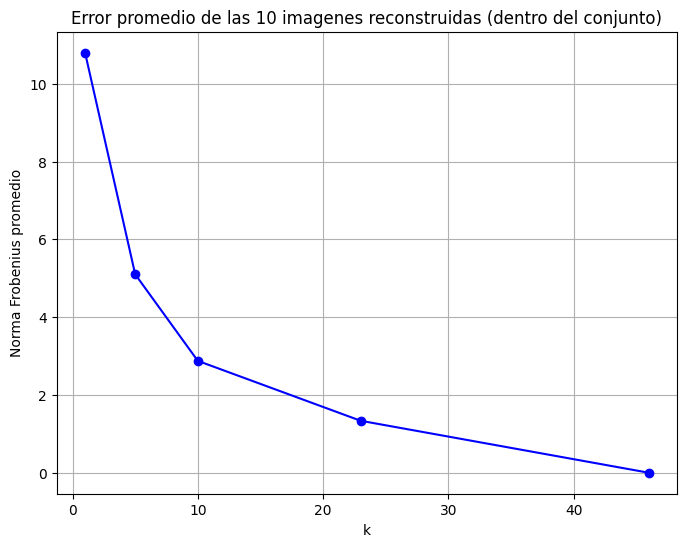 Error promedio de las 10 imagenes reconstruidas (dentro del conjunto)
Norma Frobenius promedio
10
8
6
4
2
0
0 10 20 30 40
k